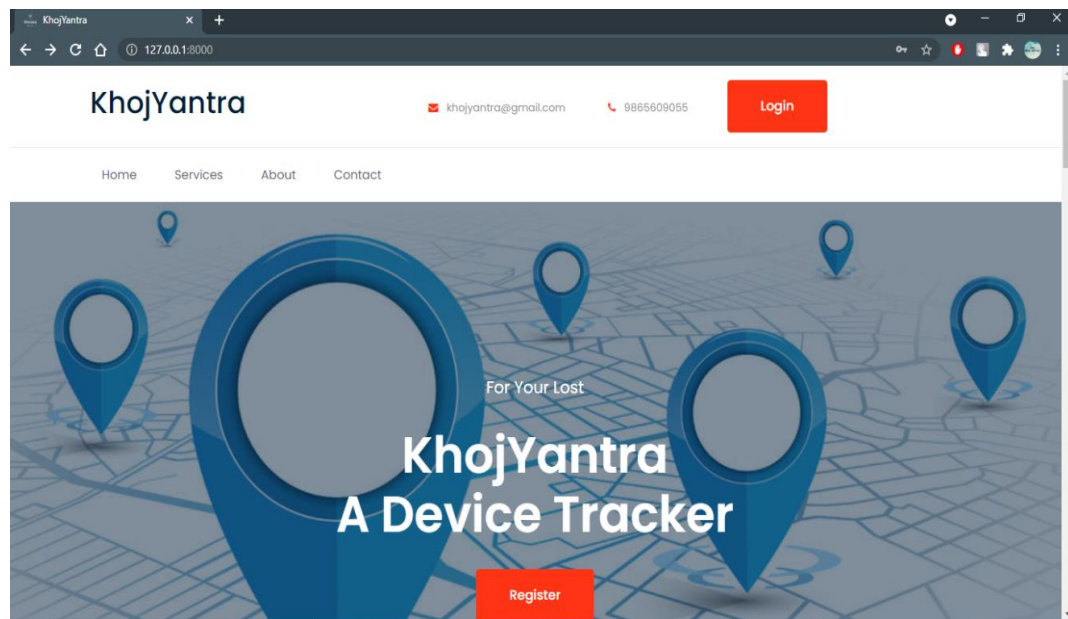 KhojYantra
127.0.0.1:8000
KhojYantra
khojyantra@gmail.com
9865609055
Login
Home
Services
About
Contact
For Your Lost
KhojYantra
A Device Tracker
Register